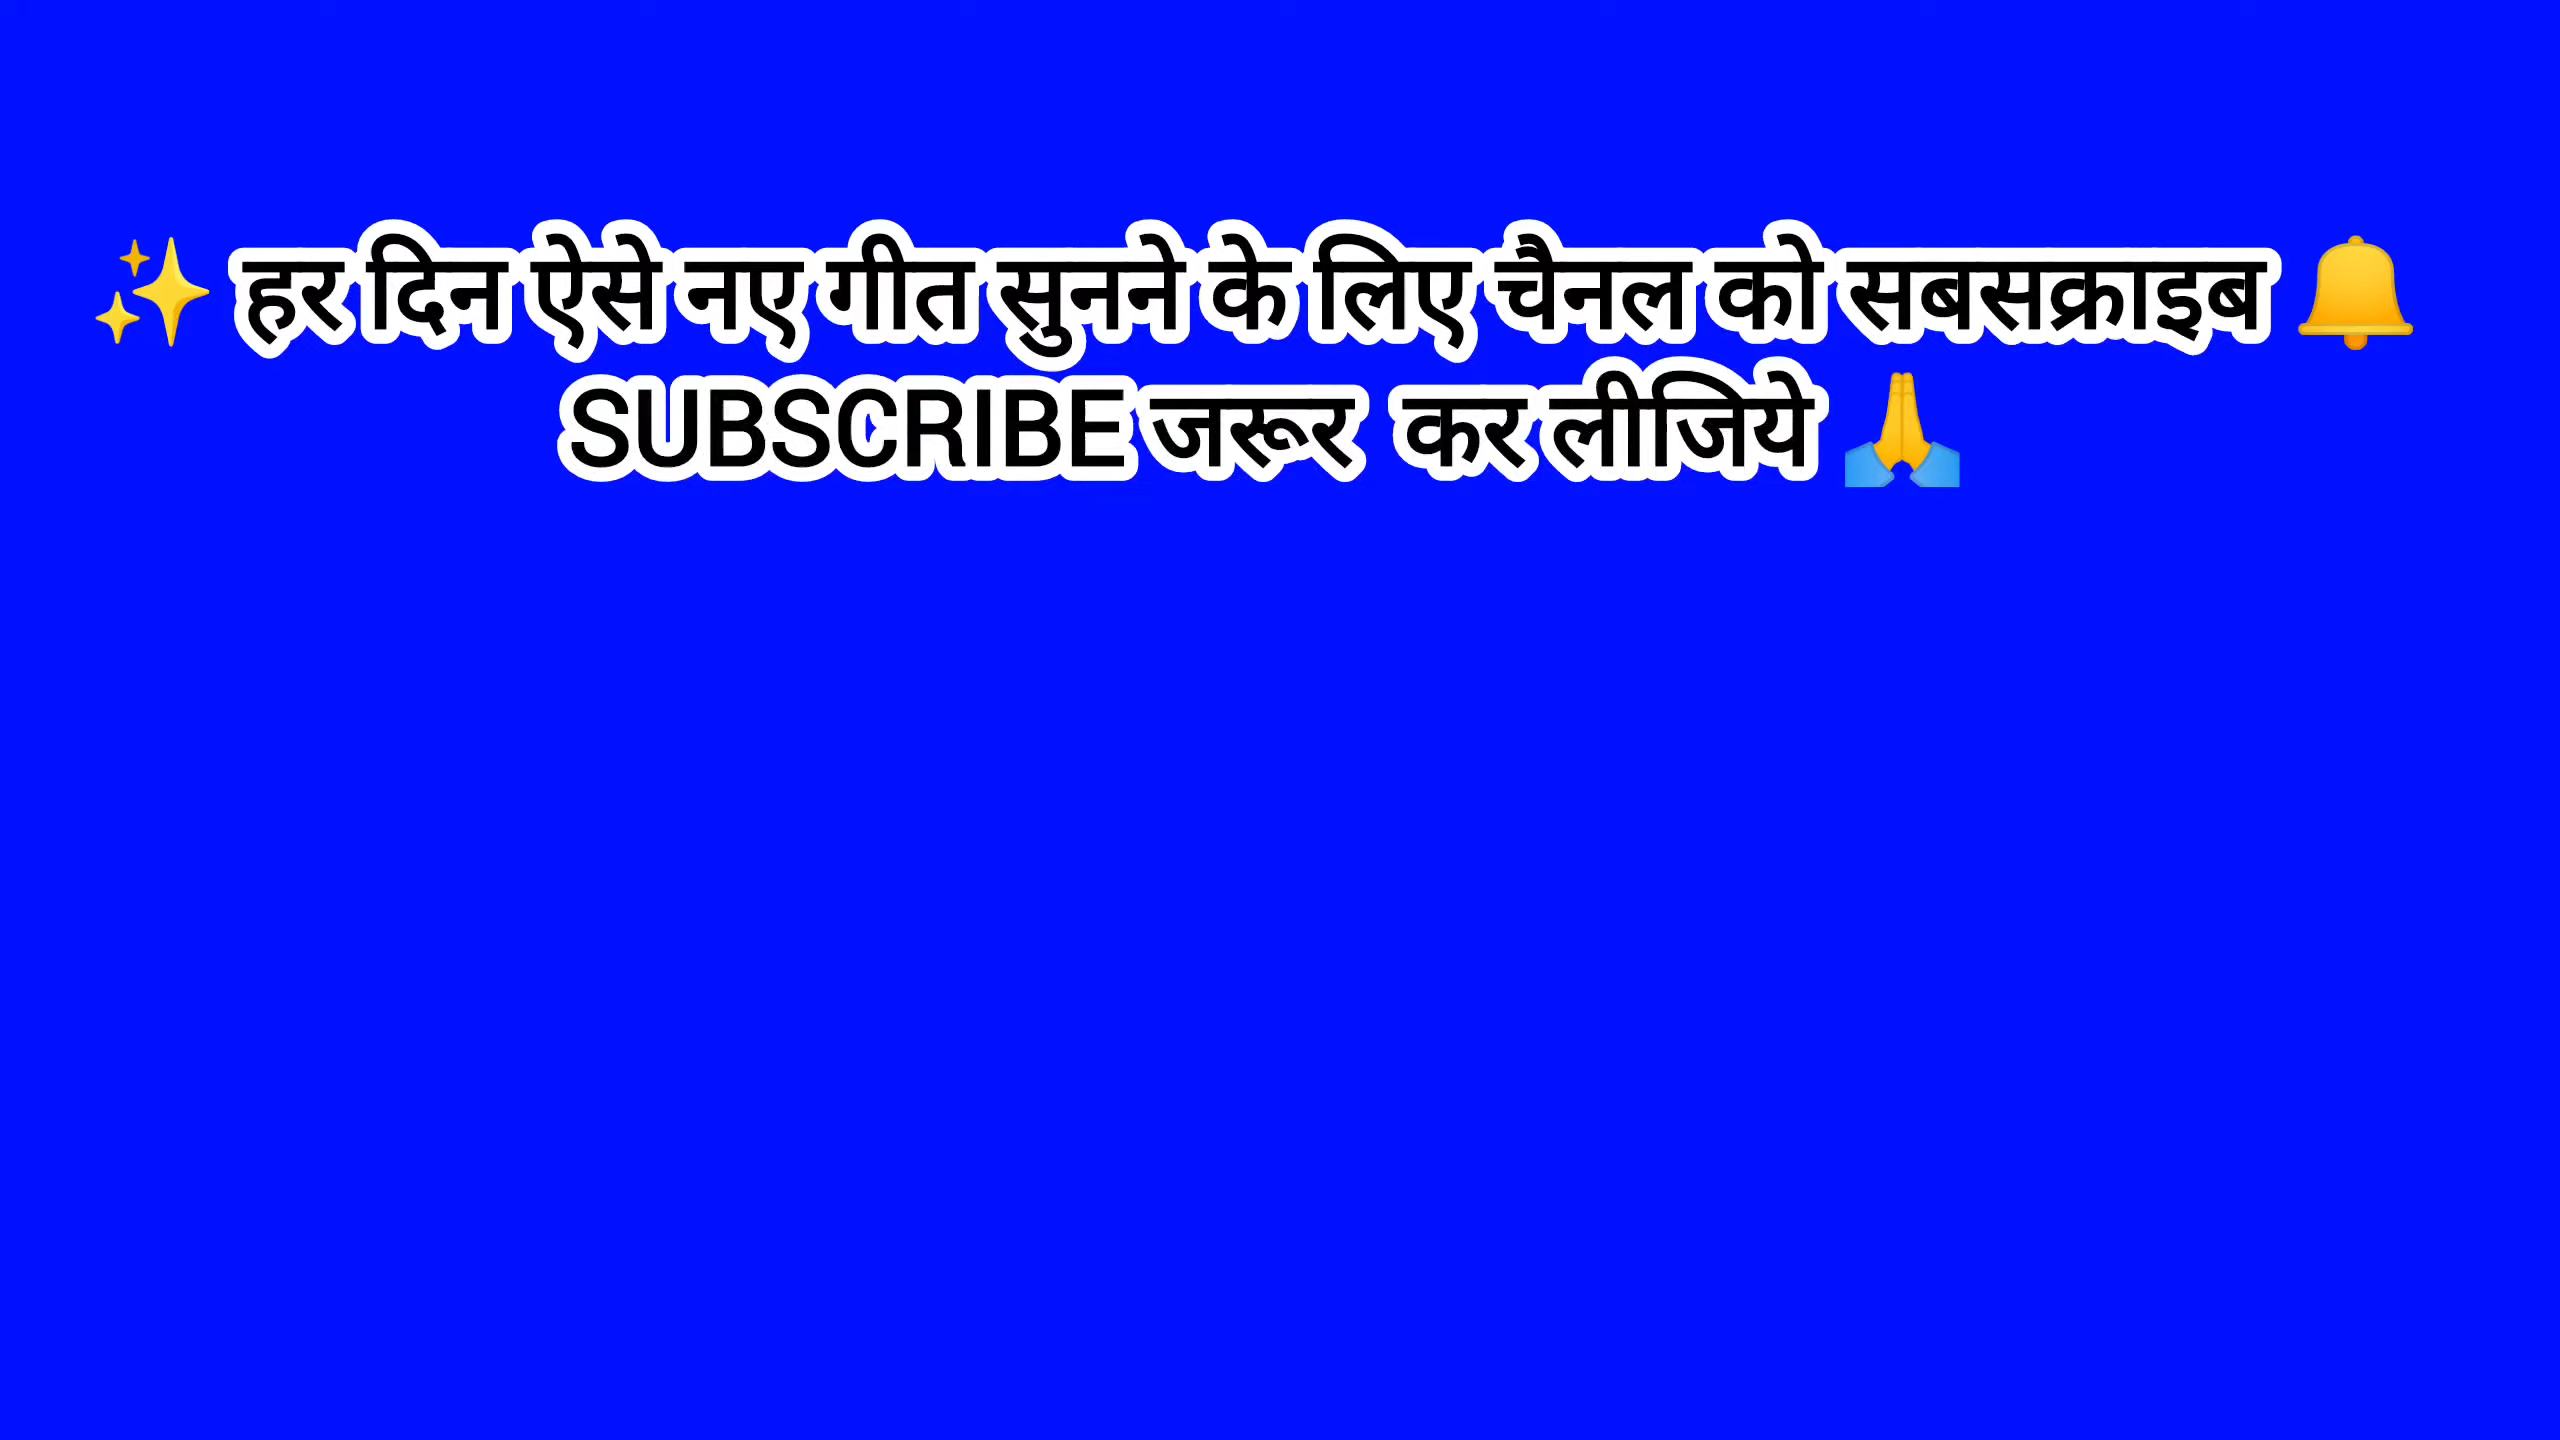 ✨ हर दिन ऐसे नए गीत सुनने के लिए चैनल को सबसक्राइब 🔔
SUBSCRIBE जरूर कर लीजिये 🙏